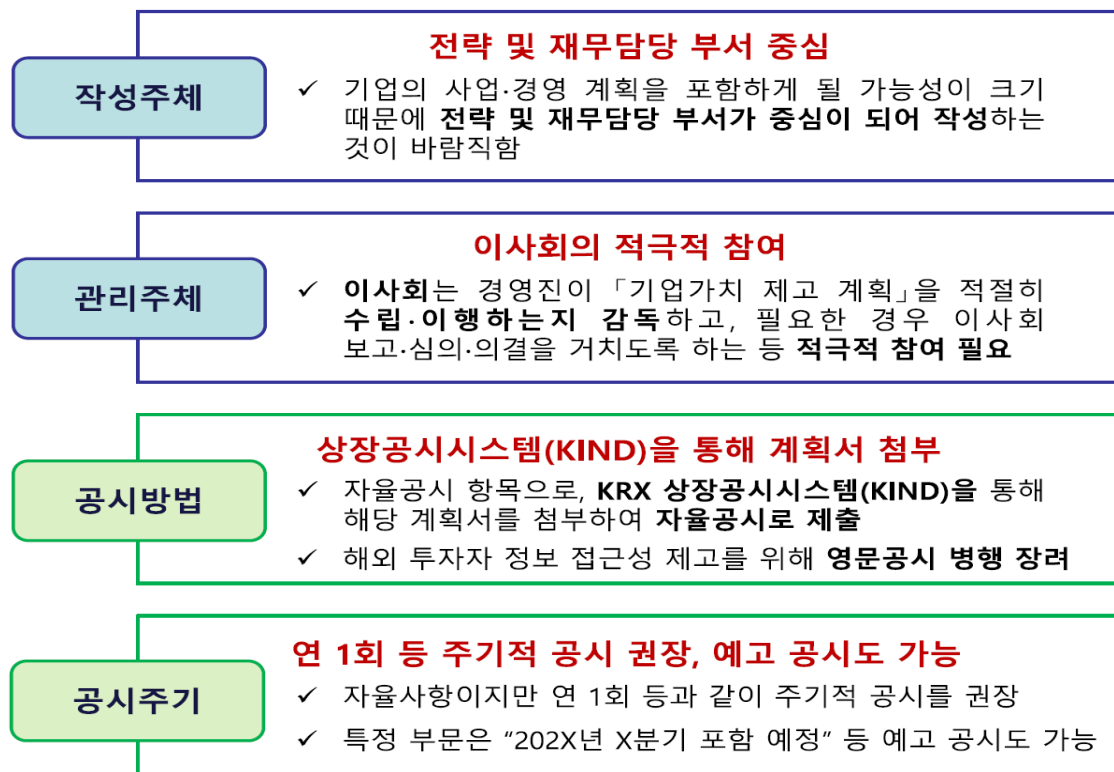 전략 및 재무담당 부서 중심
작성주체
✓ 기업의 사업·경영 계획을 포함하게 될 가능성이 크기
때문에 전략 및 재무담당 부서가 중심이 되어 작성하는
것이 바람직함
이사회의 적극적 참여
관리주체
✓ 이사회는 경영진이 「기업가치 제고 계획」을 적절히
수립·이행하는지 감독하고, 필요한 경우 이사회
보고·심의·의결을 거치도록 하는 등 적극적 참여 필요
상장공시시스템(KIND)을 통해 계획서 첨부
공시방법
✓ 자율공시 항목으로, KRX 상장공시시스템(KIND)을 통해
해당 계획서를 첨부하여 자율공시로 제출
✓ 해외 투자자 정보 접근성 제고를 위해 영문공시 병행 장려
연 1회 등 주기적 공시 권장, 예고 공시도 가능
공시주기
✓ 자율사항이지만 연 1회 등과 같이 주기적 공시를 권장
✓ 특정 부문은 “202X년 X분기 포함 예정” 등 예고 공시도 가능